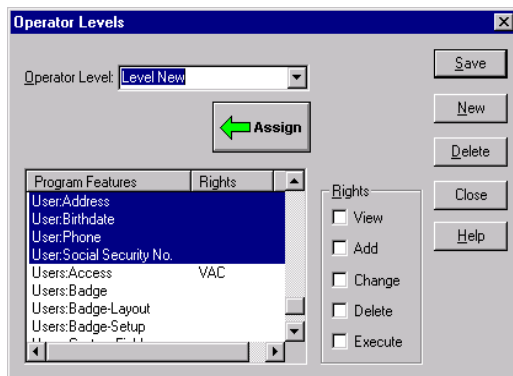 Operator Levels
Operator Level: Level New
Save
New
Assign
Delete
Program Features Rights
User:Address
User:Birthdate
User:Phone
User:Social Security No.
Users:Access VAC
Users:Badge
Users:Badge-Layout
Users:Badge-Setup
Rights
View
Add
Change
Delete
Execute
Close
Help